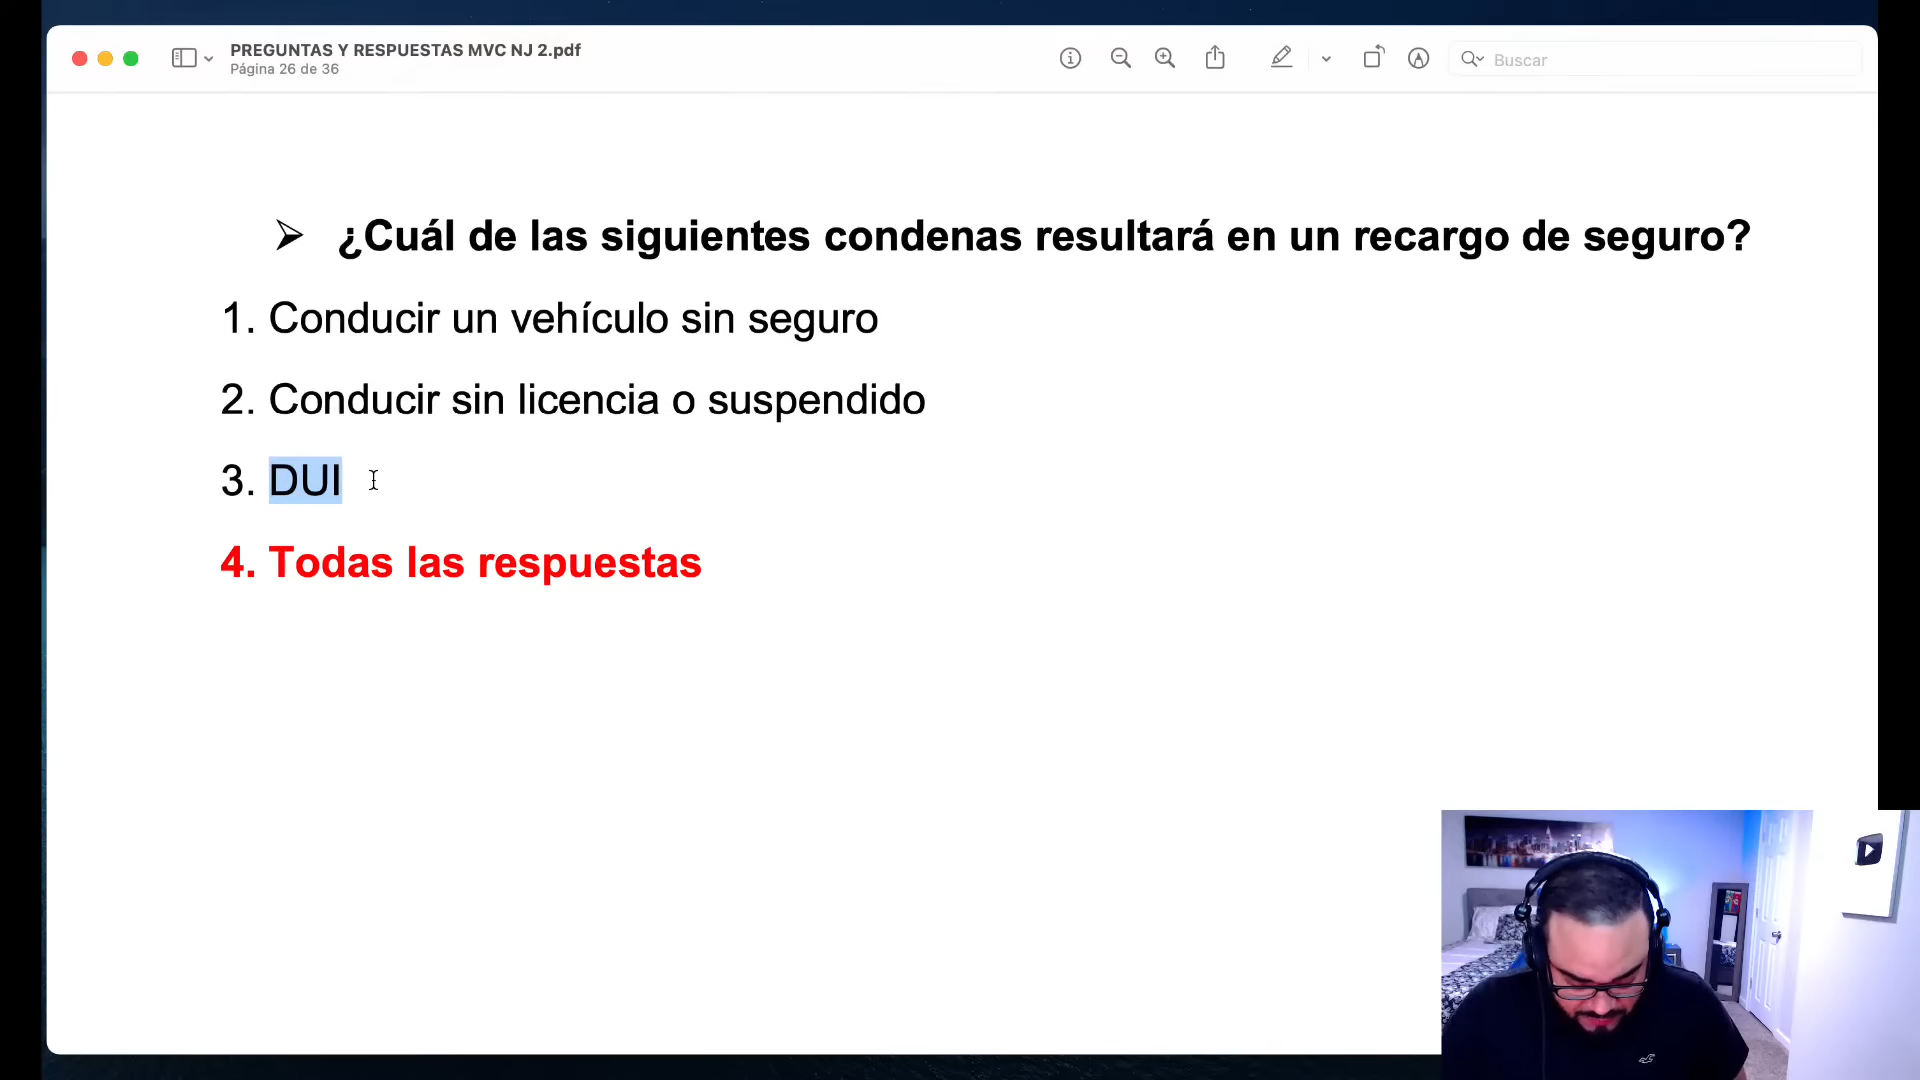 PREGUNTAS Y RESPUESTAS MVC NJ 2.pdf
Página 26 de 36
Buscar
➢ ¿Cuál de las siguientes condenas resultará en un recargo de seguro?
1. Conducir un vehículo sin seguro
2. Conducir sin licencia o suspendido
3. DUI
4. Todas las respuestas